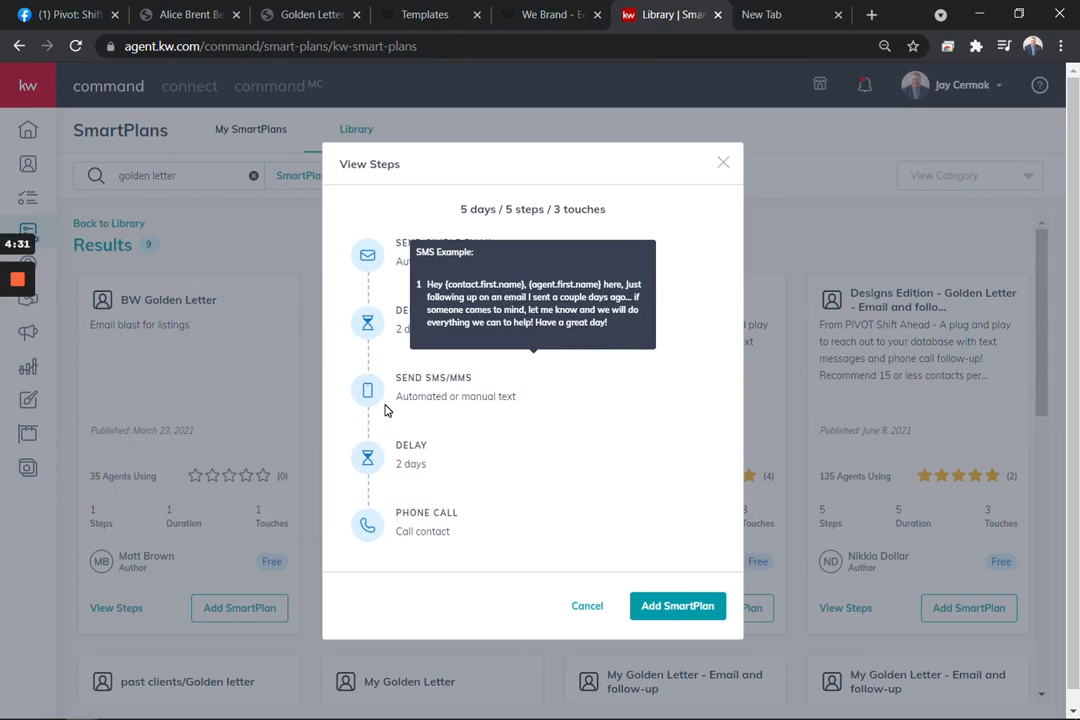 (1) Pivot: Shift
Alice Brent Be
Golden Letter
Templates
We Brand - E
Library | Smar
New Tab
agent.kw.com/command/smart-plans/kw-smart-plans
kw
command
connect
command MC
Jay Cermak
SmartPlans
My SmartPlans
Library
golden letter
SmartPla
View Category
Back to Library
Results 9
4:31
View Steps
5 days / 5 steps / 3 touches
SMS Example:
1 Hey {contact.first.name}, {agent.first.name} here, Just
following up on an email I sent a couple days ago... if
someone comes to mind, let me know and we will do
everything we can to help! Have a great day!
2 d
SEND SMS/MMS
Automated or manual text
DELAY
2 days
PHONE CALL
Call contact
Cancel
Add SmartPlan
BW Golden Letter
Email blast for listings
Published: March 23, 2021
35 Agents Using
(0)
1
Steps
1
Duration
1
Touches
MB
Matt Brown
Author
Free
View Steps
Add SmartPlan
(4)
Free
Designs Edition - Golden Letter
- Email and follo...
From PIVOT Shift Ahead - A plug and play
to reach out to your database with text
messages and phone call follow-up!
Recommend 15 or less contacts per...
Published: June 8, 2021
135 Agents Using
(2)
5
Steps
5
Duration
3
Touches
ND
Nikkia Dollar
Author
Free
View Steps
Add SmartPlan
past clients/Golden letter
My Golden Letter
My Golden Letter - Email and
follow-up
My Golden Letter - Email and
follow-up